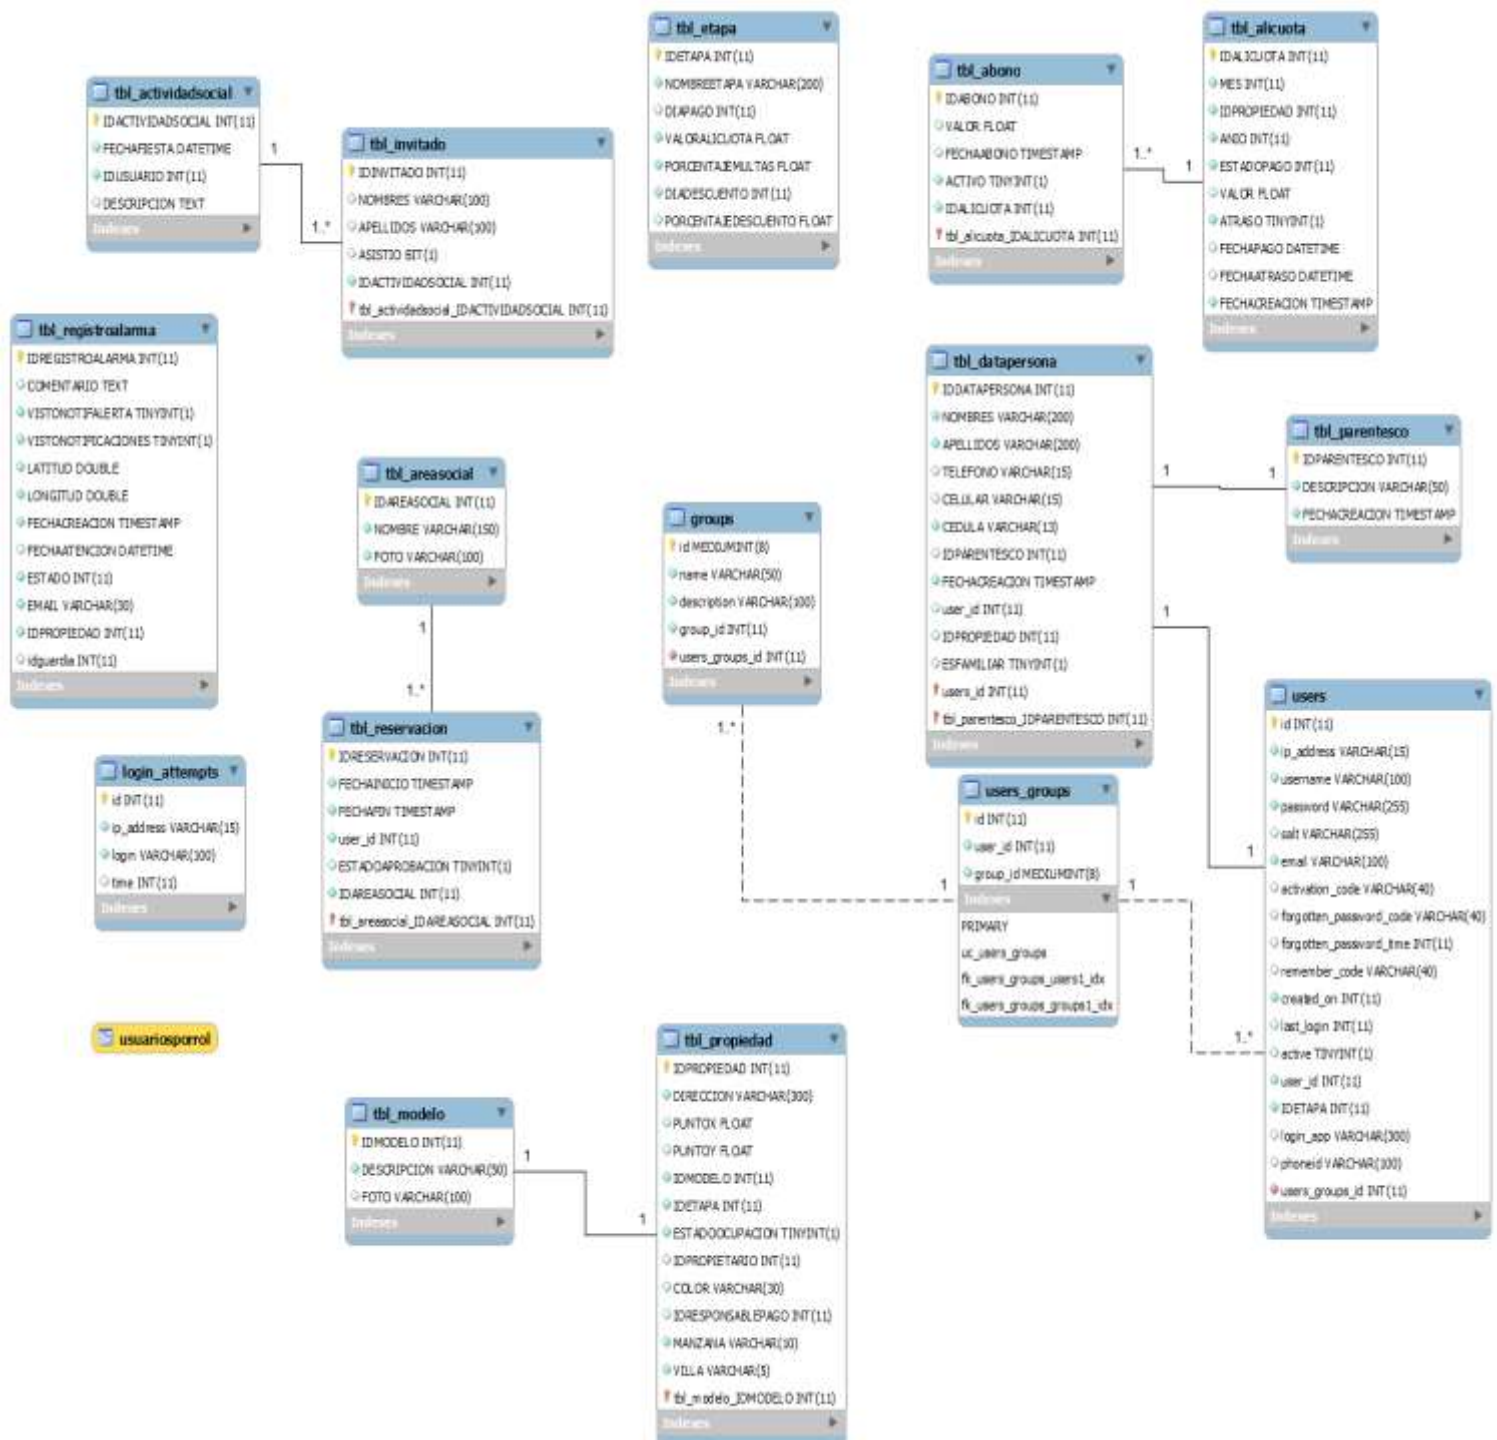 tbl_actividadsocial
IDACTIVIDADSOCIAL INT(11)
FECHAFIESTA DATETIME
IDUSUARIO INT(11)
DESCRIPCION TEXT
Indexes
1
1..*
tbl_invitado
IDINVITADO INT(11)
NOMBRES VARCHAR(100)
APELLIDOS VARCHAR(100)
ASISTIO BIT(1)
IDACTIVIDADSOCIAL INT(11)
tbl_actividadsocial_IDACTIVIDADSOCIAL INT(11)
Indexes
tbl_etapa
IDETAPA INT(11)
NOMBREETAPA VARCHAR(200)
DIAPAGO INT(11)
VALORALICUOTA FLOAT
PORCENTAJEMULTAS FLOAT
DIADESCUENTO INT(11)
PORCENTAJEDESCUENTO FLOAT
Indexes
tbl_abono
IDABONO INT(11)
VALOR FLOAT
FECHAABONO TIMESTAMP
ACTIVO TINYINT(1)
IDALICUOTA INT(11)
tbl_alicuota_IDALICUOTA INT(11)
Indexes
1..*
1
tbl_alicuota
IDALICUOTA INT(11)
MES INT(11)
IDPROPIEDAD INT(11)
ANIO INT(11)
ESTADOPAGO INT(11)
VALOR FLOAT
ATRASO TINYINT(1)
FECHAPAGO DATETIME
FECHAATRASO DATETIME
FECHACREACION TIMESTAMP
Indexes
tbl_registroalarma
IDREGISTROALARMA INT(11)
COMENTARIO TEXT
VISTONOTIFALERTA TINYINT(1)
VISTONOTIFICACIONES TINYINT(1)
LATITUD DOUBLE
LONGITUD DOUBLE
FECHACREACION TIMESTAMP
FECHAATENCION DATETIME
ESTADO INT(11)
EMAIL VARCHAR(30)
IDPROPIEDAD INT(11)
idguardia INT(11)
Indexes
tbl_areasocial
IDAREASOCIAL INT(11)
NOMBRE VARCHAR(150)
FOTO VARCHAR(100)
Indexes
1
1..*
tbl_reservacion
IDRESERVACION INT(11)
FECHAINICIO TIMESTAMP
FECHAFIN TIMESTAMP
user_id INT(11)
ESTADOAPROBACION TINYINT(1)
IDAREASOCIAL INT(11)
tbl_areasocial_IDAREASOCIAL INT(11)
Indexes
groups
id MEDIUMINT(8)
name VARCHAR(50)
description VARCHAR(100)
group_id INT(11)
users_groups_id INT(11)
Indexes
1..*
1
tbl_datapersona
IDDATAPERSONA INT(11)
NOMBRES VARCHAR(200)
APELLIDOS VARCHAR(200)
TELEFONO VARCHAR(15)
CELULAR VARCHAR(15)
CEDULA VARCHAR(13)
IDPARENTESCO INT(11)
FECHACREACION TIMESTAMP
user_id INT(11)
IDPROPIEDAD INT(11)
ESFAMILIAR TINYINT(1)
users_id INT(11)
tbl_parentesco_IDPARENTESCO INT(11)
Indexes
1
1
tbl_parentesco
IDPARENTESCO INT(11)
DESCRIPCION VARCHAR(50)
FECHACREACION TIMESTAMP
Indexes
1
1
login_attempts
id INT(11)
ip_address VARCHAR(15)
login VARCHAR(100)
time INT(11)
Indexes
users_groups
id INT(11)
user_id INT(11)
group_id MEDIUMINT(8)
Indexes
PRIMARY
uc_users_groups
fk_users_groups_users1_idx
fk_users_groups_groups1_idx
1
1..*
users
id INT(11)
ip_address VARCHAR(15)
username VARCHAR(100)
password VARCHAR(255)
salt VARCHAR(255)
email VARCHAR(100)
activation_code VARCHAR(40)
forgotten_password_code VARCHAR(40)
forgotten_password_time INT(11)
remember_code VARCHAR(40)
created_on INT(11)
last_login INT(11)
active TINYINT(1)
user_id INT(11)
IDETAPA INT(11)
login_app VARCHAR(300)
phoneid VARCHAR(100)
users_groups_id INT(11)
Indexes
usuariosporrol
tbl_modelo
IDMODELO INT(11)
DESCRIPCION VARCHAR(50)
FOTO VARCHAR(100)
Indexes
1
1
tbl_propiedad
IDPROPIEDAD INT(11)
DIRECCION VARCHAR(300)
PUNTOX FLOAT
PUNTOY FLOAT
IDMODELO INT(11)
IDETAPA INT(11)
ESTADOOCUPACION TINYINT(1)
IDPROPIETARIO INT(11)
COLOR VARCHAR(30)
IDRESPONSABLEPAGO INT(11)
MANZANA VARCHAR(10)
VILLA VARCHAR(5)
tbl_modelo_IDMODELO INT(11)
Indexes